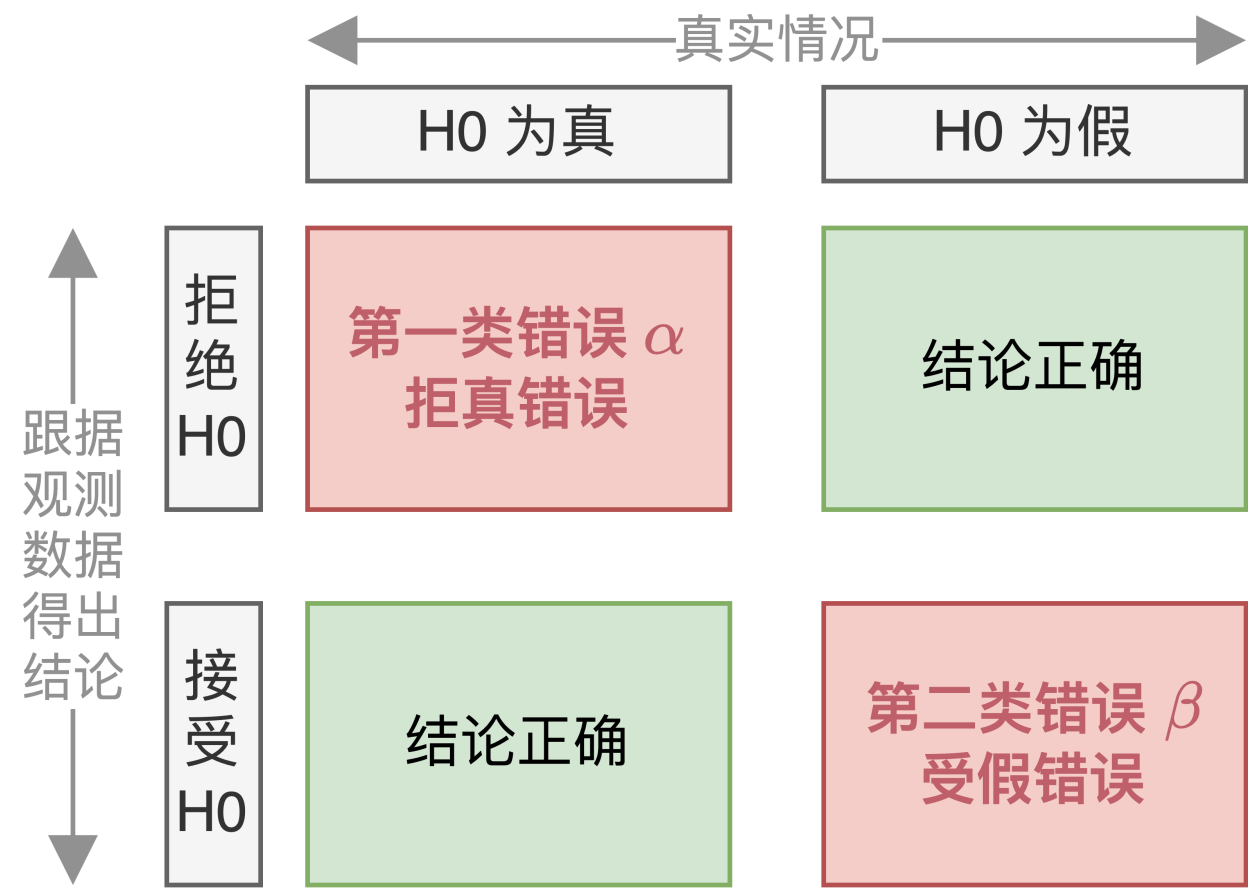 真实情况
H0 为真
H0 为假
拒
绝
H0
第一类错误 α
拒真错误
结论正确
跟据
观测
数据
得出
结论
接
受
H0
结论正确
第二类错误 β
受假错误